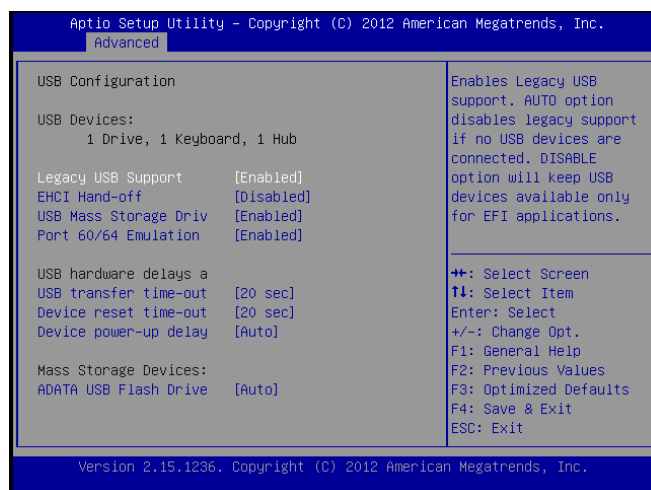 Aptio Setup Utility – Copyright (C) 2012 American Megatrends, Inc.
Advanced
USB Configuration
USB Devices:
1 Drive, 1 Keyboard, 1 Hub
Legacy USB Support [Enabled]
EHCI Hand-off [Disabled]
USB Mass Storage Driv [Enabled]
Port 60/64 Emulation [Enabled]
USB hardware delays a
USB transfer time-out [20 sec]
Device reset time-out [20 sec]
Device power-up delay [Auto]
Mass Storage Devices:
ADATA USB Flash Drive [Auto]
Enables Legacy USB
support. AUTO option
disables legacy support
if no USB devices are
connected. DISABLE
option will keep USB
devices available only
for EFI applications.
→←: Select Screen
↑↓: Select Item
Enter: Select
+/-: Change Opt.
F1: General Help
F2: Previous Values
F3: Optimized Defaults
F4: Save & Exit
ESC: Exit
Version 2.15.1236. Copyright (C) 2012 American Megatrends, Inc.